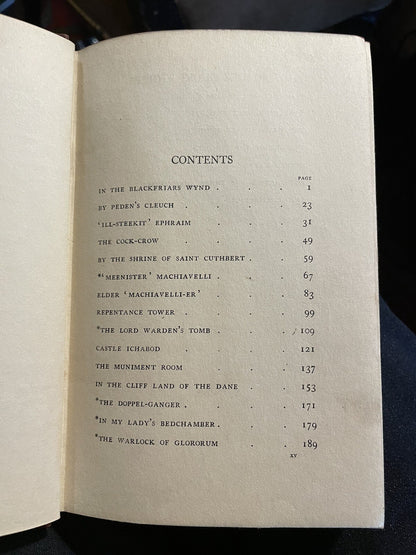 CONTENTS
PAGE
IN THE BLACKFRIARS WYND . . . 1
BY PEDEN'S CLEUCH . . . 23
'ILL-STEEKIT' EPHRAIM . . . 31
THE COCK-CROW . . . 49
BY THE SHRINE OF SAINT CUTHBERT . . 59
*'MEENISTER' MACHIAVELLI . . . 67
ELDER 'MACHIAVELLI-ER' . . . 83
REPENTANCE TOWER . . . 99
*THE LORD WARDEN'S TOMB . . . 109
CASTLE ICHABOD . . . 121
THE MUNIMENT ROOM . . . 137
IN THE CLIFF LAND OF THE DANE . . 153
*THE DOPPEL-GANGER . . . 171
*IN MY LADY'S BEDCHAMBER . . . 179
*THE WARLOCK OF GLORORUM . . 189
xv